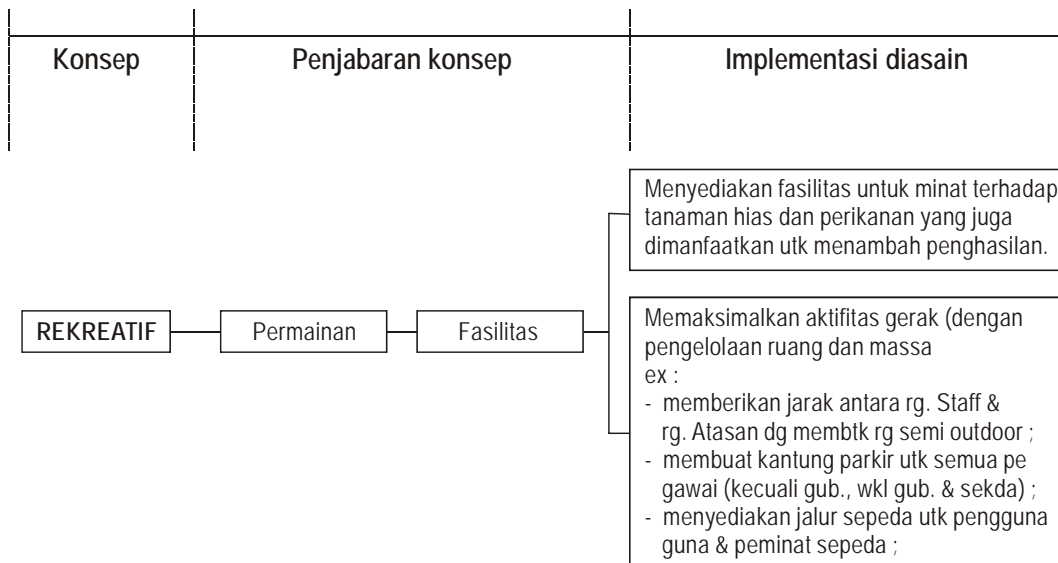 Konsep
Penjabaran konsep
Implementasi diasain
REKREATIF
Permainan
Fasilitas
Menyediakan fasilitas untuk minat terhadap
tanaman hias dan perikanan yang juga
dimanfaatkan utk menambah penghasilan.
Memaksimalkan aktifitas gerak (dengan
pengelolaan ruang dan massa
ex :
- memberikan jarak antara rg. Staff &
rg. Atasan dg membtk rg semi outdoor ;
- membuat kantung parkir utk semua pe
gawai (kecuali gub., wkl gub. & sekda) ;
- menyediakan jalur sepeda utk pengguna
guna & peminat sepeda ;